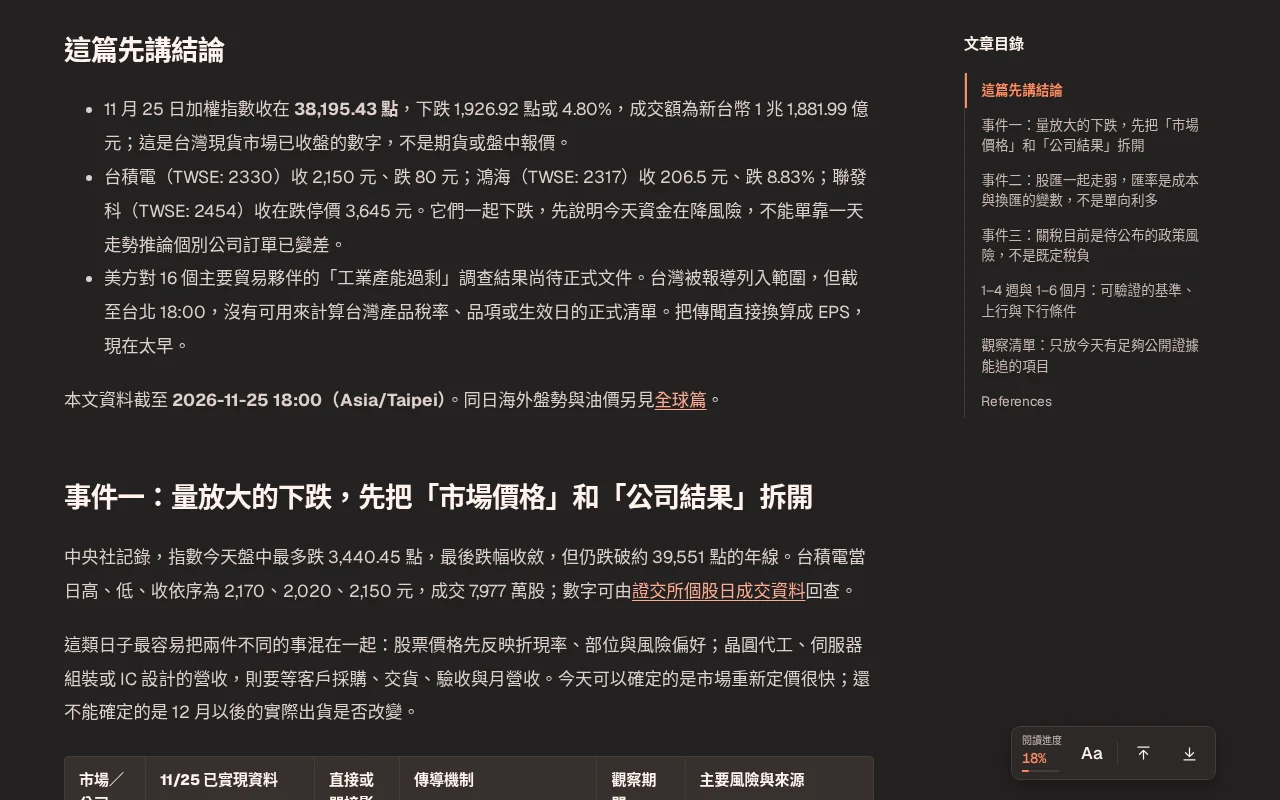 這篇先講結論
11 月 25 日加權指數收在 38,195.43 點，下跌 1,926.92 點或 4.80%，成交額為新台幣 1 兆 1,881.99 億
元；這是台灣現貨市場已收盤的數字，不是期貨或盤中報價。
台積電（TWSE: 2330）收 2,150 元、跌 80 元；鴻海（TWSE: 2317）收 206.5 元、跌 8.83%；聯發
科（TWSE: 2454）收在跌停價 3,645 元。它們一起下跌，先說明今天資金在降風險，不能單靠一天
走勢推論個別公司訂單已變差。
美方對 16 個主要貿易夥伴的「工業產能過剩」調查結果尚待正式文件。台灣被報導列入範圍，但截
至台北 18:00，沒有可用來計算台灣產品稅率、品項或生效日的正式清單。把傳聞直接換算成 EPS，
現在太早。
本文資料截至 2026-11-25 18:00（Asia/Taipei）。同日海外盤勢與油價另見全球篇。
事件一：量放大的下跌，先把「市場價格」和「公司結果」拆開
中央社記錄，指數今天盤中最多跌 3,440.45 點，最後跌幅收斂，但仍跌破約 39,551 點的年線。台積電當
日高、低、收依序為 2,170、2,020、2,150 元，成交 7,977 萬股；數字可由證交所個股日成交資料回查。
這類日子最容易把兩件不同的事混在一起：股票價格先反映折現率、部位與風險偏好；晶圓代工、伺服器
組裝或 IC 設計的營收，則要等客戶採購、交貨、驗收與月營收。今天可以確定的是市場重新定價很快；還
不能確定的是 12 月以後的實際出貨是否改變。
市場／ 11/25 已實現資料 直接或 傳導機制 觀察期 主要風險與來源
文章目錄
這篇先講結論
事件一：量放大的下跌，先把「市場
價格」和「公司結果」拆開
事件二：股匯一起走弱，匯率是成本
與換匯的變數，不是單向利多
事件三：關稅目前是待公布的政策風
險，不是既定稅負
1–4 週與 1–6 個月：可驗證的基準、
上行與下行條件
觀察清單：只放今天有足夠公開證據
能追的項目
References
閱讀進度
18%
Aa